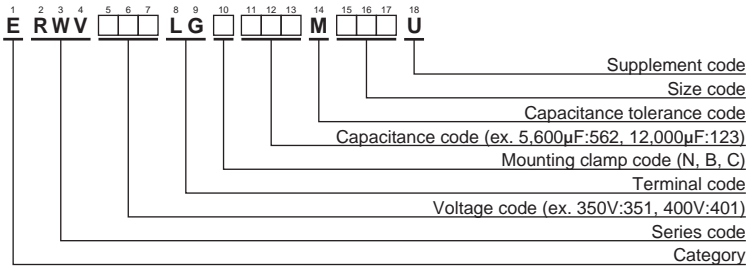 1 2 3 4 5 6 7 8 9 10 11 12 13 14 15 16 17 18
E RWV □□□ LG □ □□□ M □□□ U
Supplement code
Size code
Capacitance tolerance code
Capacitance code (ex. 5,600µF:562, 12,000µF:123)
Mounting clamp code (N, B, C)
Terminal code
Voltage code (ex. 350V:351, 400V:401)
Series code
Category